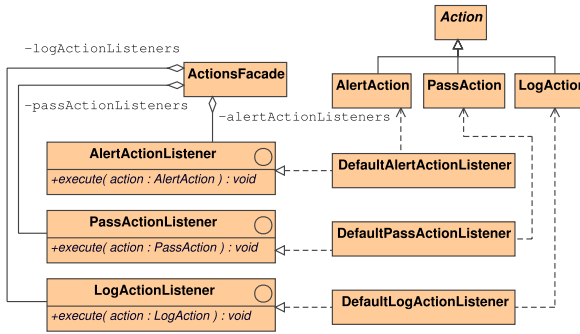 Action
-logActionListeners
ActionsFacade
AlertAction
PassAction
LogAction
-passActionListeners
-alertActionListeners
AlertActionListener
+execute( action : AlertAction ) : void
DefaultAlertActionListener
PassActionListener
+execute( action : PassAction ) : void
DefaultPassActionListener
LogActionListener
+execute( action : LogAction ) : void
DefaultLogActionListener